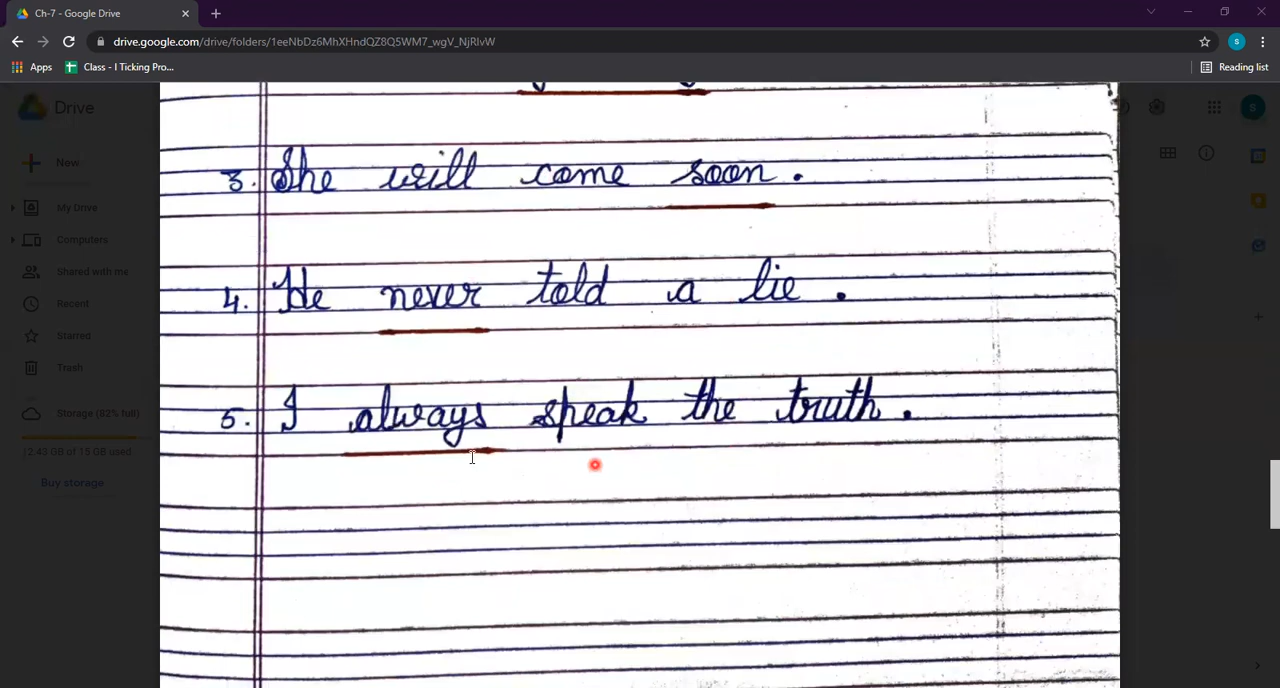 Ch-7 - Google Drive
drive.google.com/drive/folders/1eeNbDz6MhXHndQZ8Q5WM7_wgV_NjRIvW
S
Apps
Class - I Ticking Pro...
Reading list
Drive
S
New
3. She will come soon.
My Drive
Computers
Shared with me
4. He never told a lie.
Recent
Starred
Trash
5. I always speak the truth.
Storage (82% full)
2.43 GB of 15 GB used
Buy storage